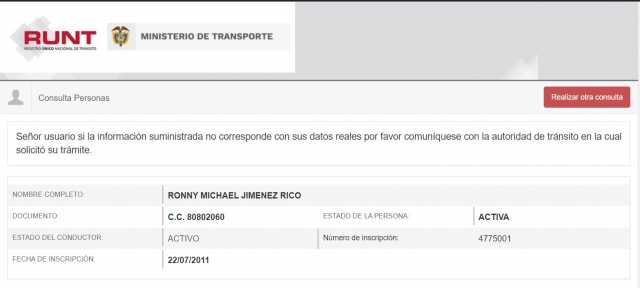 RUNT
REGISTRO ÚNICO NACIONAL DE TRÁNSITO
MINISTERIO DE TRANSPORTE
Consulta Personas
Realizar otra consulta
Señor usuario si la información suministrada no corresponde con sus datos reales por favor comuníquese con la autoridad de tránsito en la cual
solicitó su trámite.
NOMBRE COMPLETO: RONNY MICHAEL JIMENEZ RICO
DOCUMENTO: C.C. 80802060 ESTADO DE LA PERSONA: ACTIVA
ESTADO DEL CONDUCTOR: ACTIVO Número de inscripción: 4775001
FECHA DE INSCRIPCIÓN: 22/07/2011